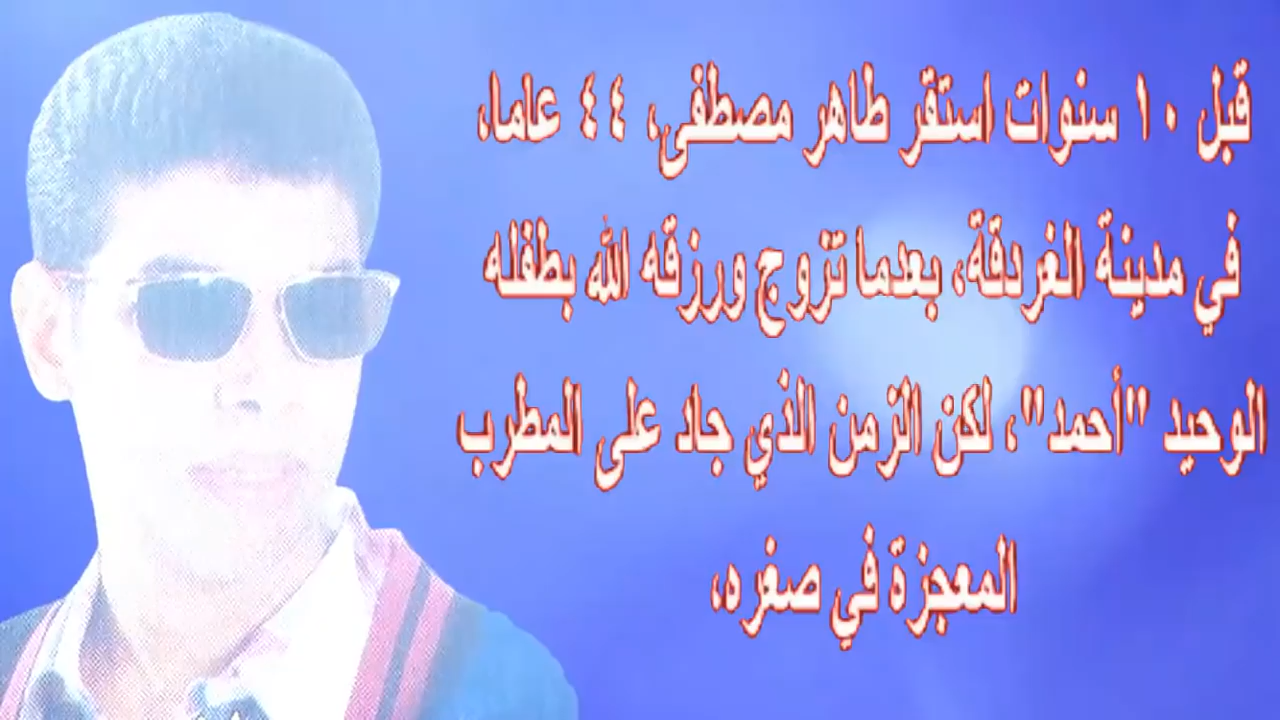 قبل ١٠ سنوات استقر طاهر مصطفى، ٤٤ عاما،
في مدينة الغردقة، بعدما تزوج ورزقه الله بطفله
الوحيد "أحمد"، لكن الزمن الذي جاد على المطرب
المعجزة في صغره،